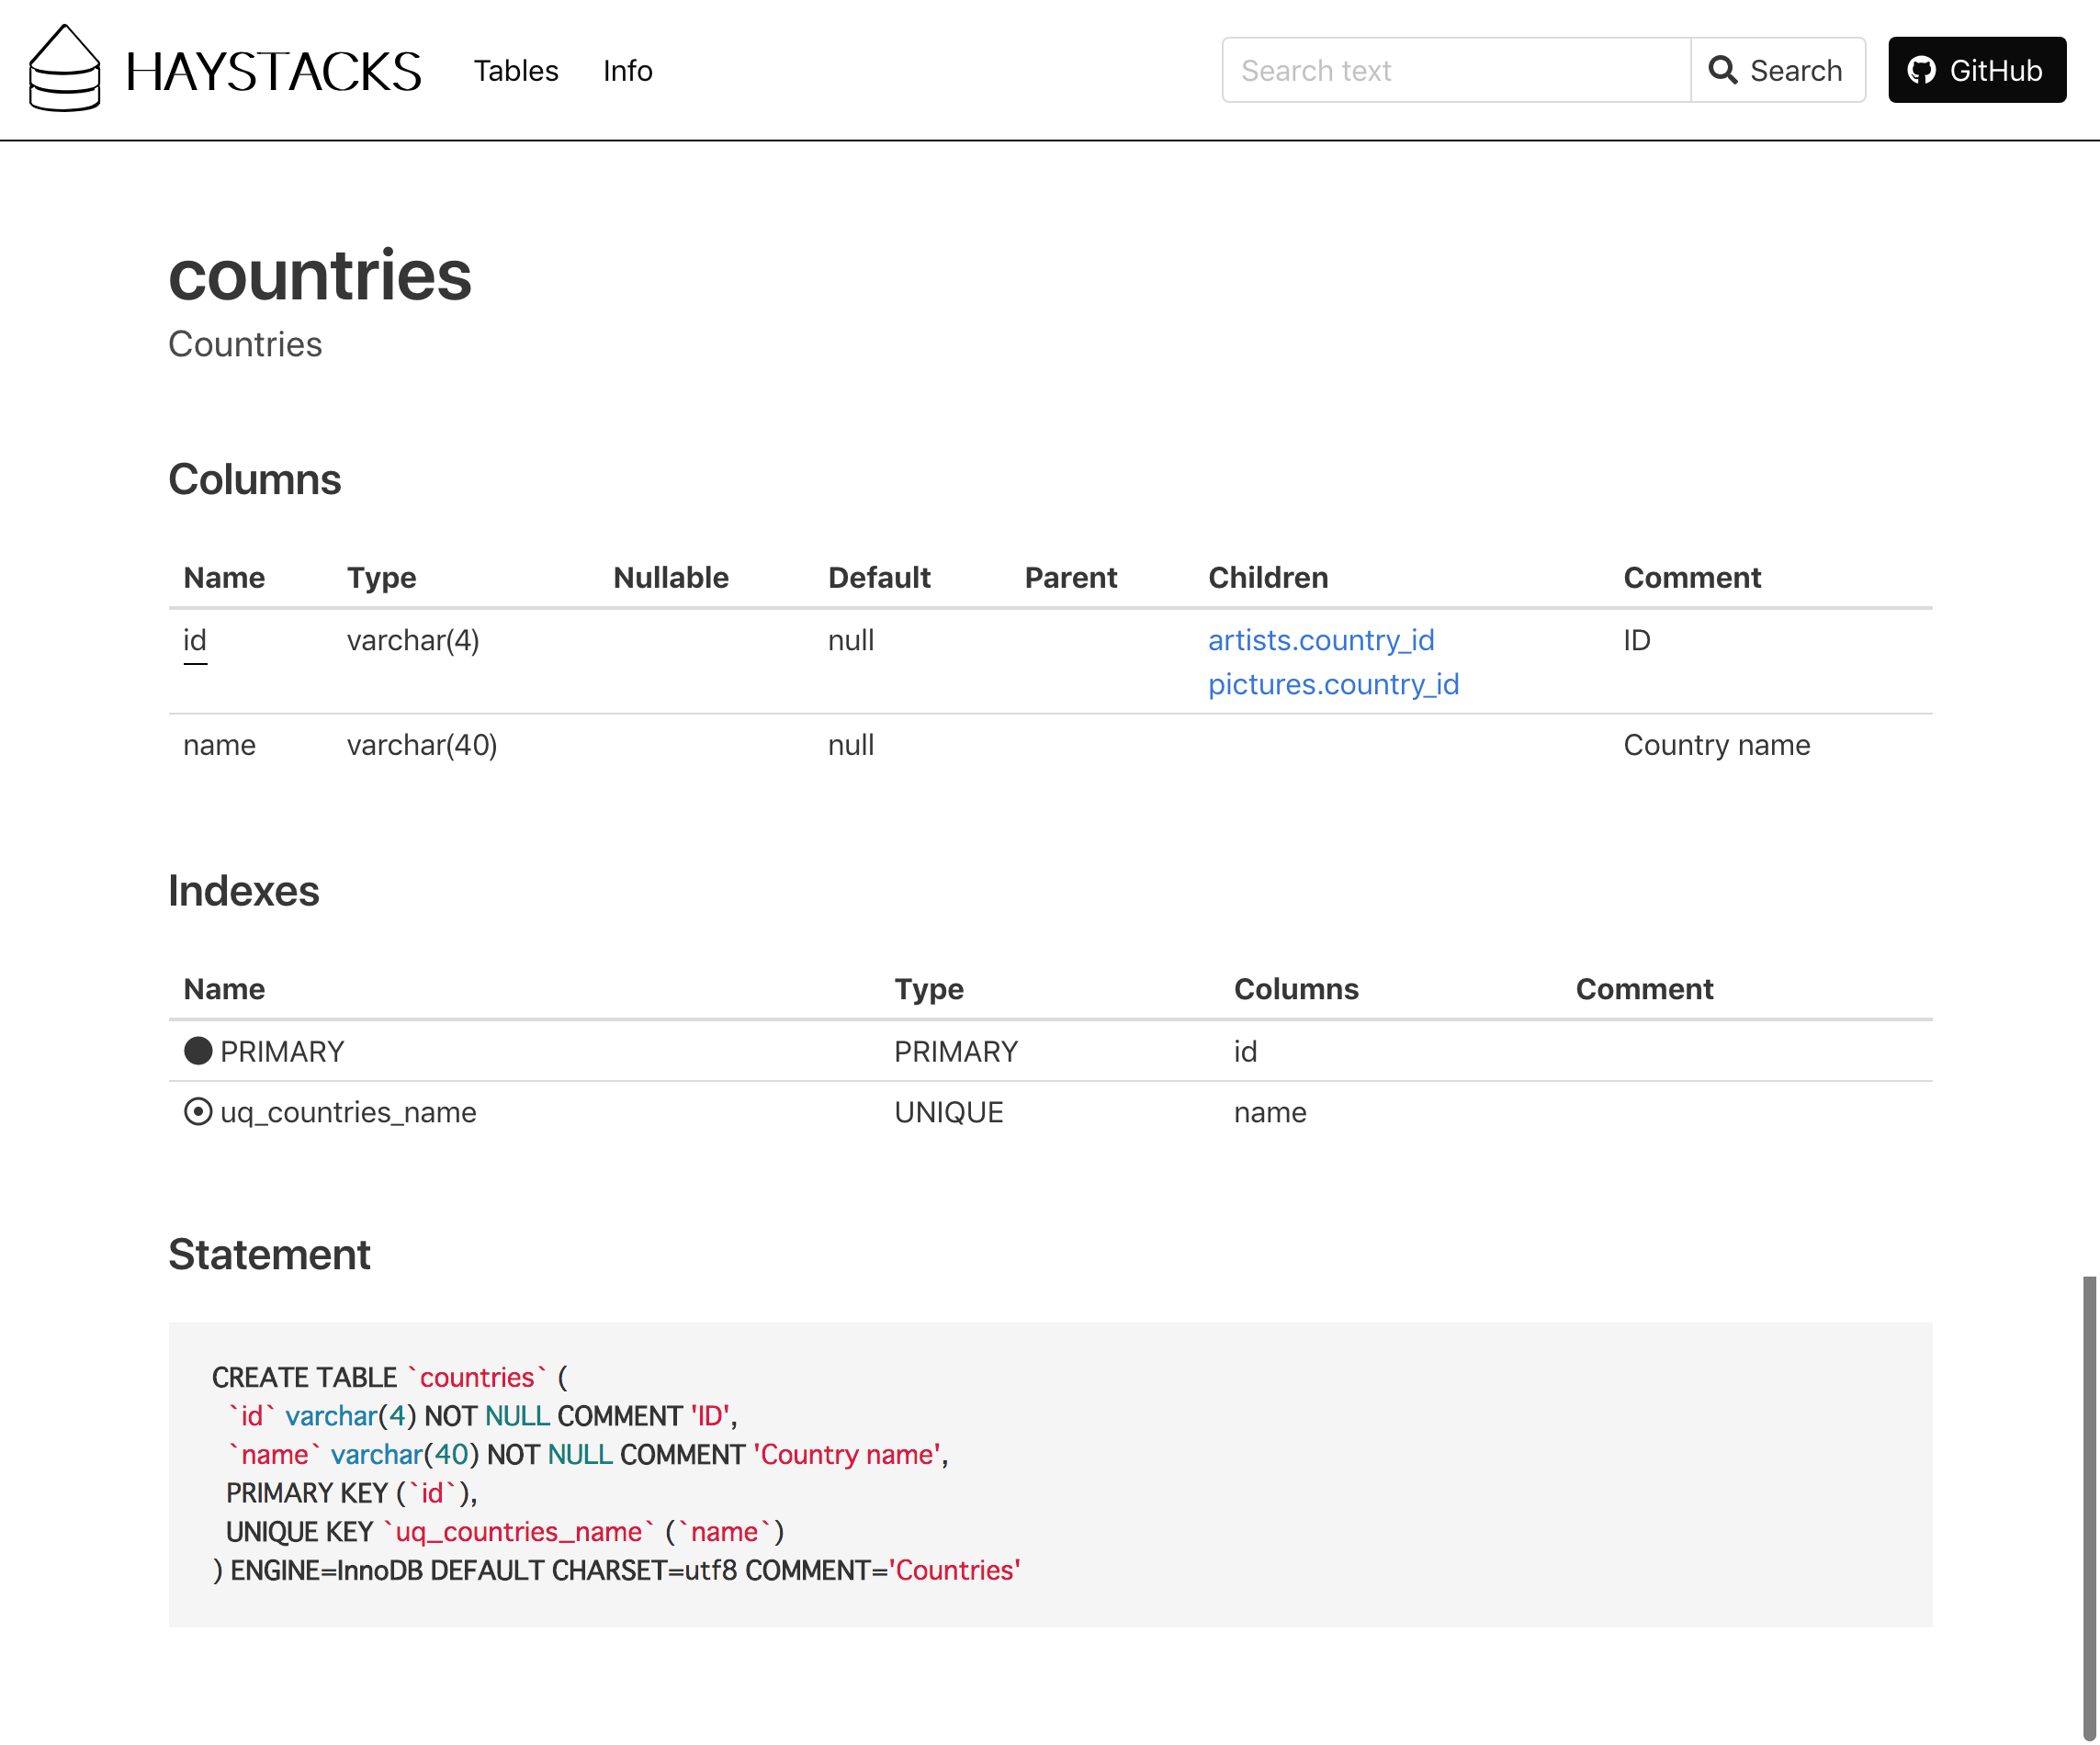 HAYSTACKS Tables Info Search text Search GitHub
countries
Countries
Columns
Name Type Nullable Default Parent Children Comment
id varchar(4) null artists.country_id ID
pictures.country_id
name varchar(40) null Country name
Indexes
Name Type Columns Comment
PRIMARY PRIMARY id
uq_countries_name UNIQUE name
Statement
CREATE TABLE `countries` (
  `id` varchar(4) NOT NULL COMMENT 'ID',
  `name` varchar(40) NOT NULL COMMENT 'Country name',
  PRIMARY KEY (`id`),
  UNIQUE KEY `uq_countries_name` (`name`)
) ENGINE=InnoDB DEFAULT CHARSET=utf8 COMMENT='Countries'